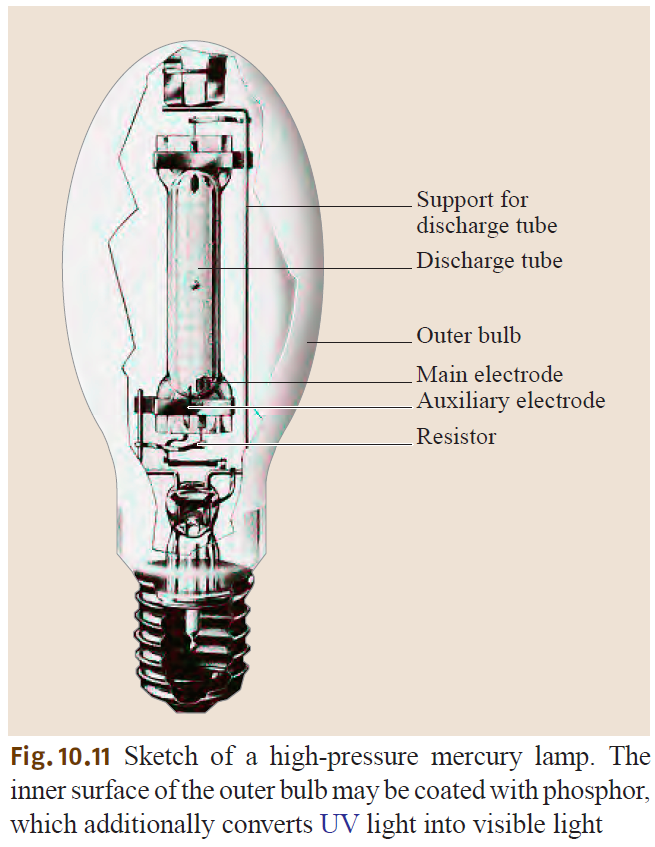 Support for
discharge tube
Discharge tube
Outer bulb
Main electrode
Auxiliary electrode
Resistor
Fig. 10.11 Sketch of a high-pressure mercury lamp. The
inner surface of the outer bulb may be coated with phosphor,
which additionally converts UV light into visible light